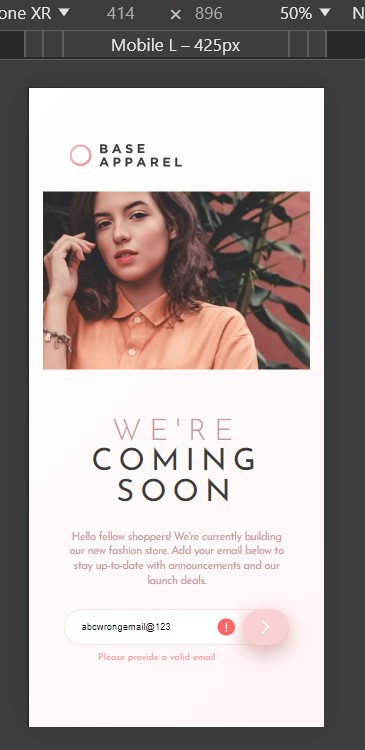 one XR 414 × 896 50% N
Mobile L – 425px
BASE
APPAREL
WE'RE
COMING
SOON
Hello fellow shoppers! We're currently building
our new fashion store. Add your email below to
stay up-to-date with announcements and our
launch deals.
abcwrongemail@123
Please provide a valid email